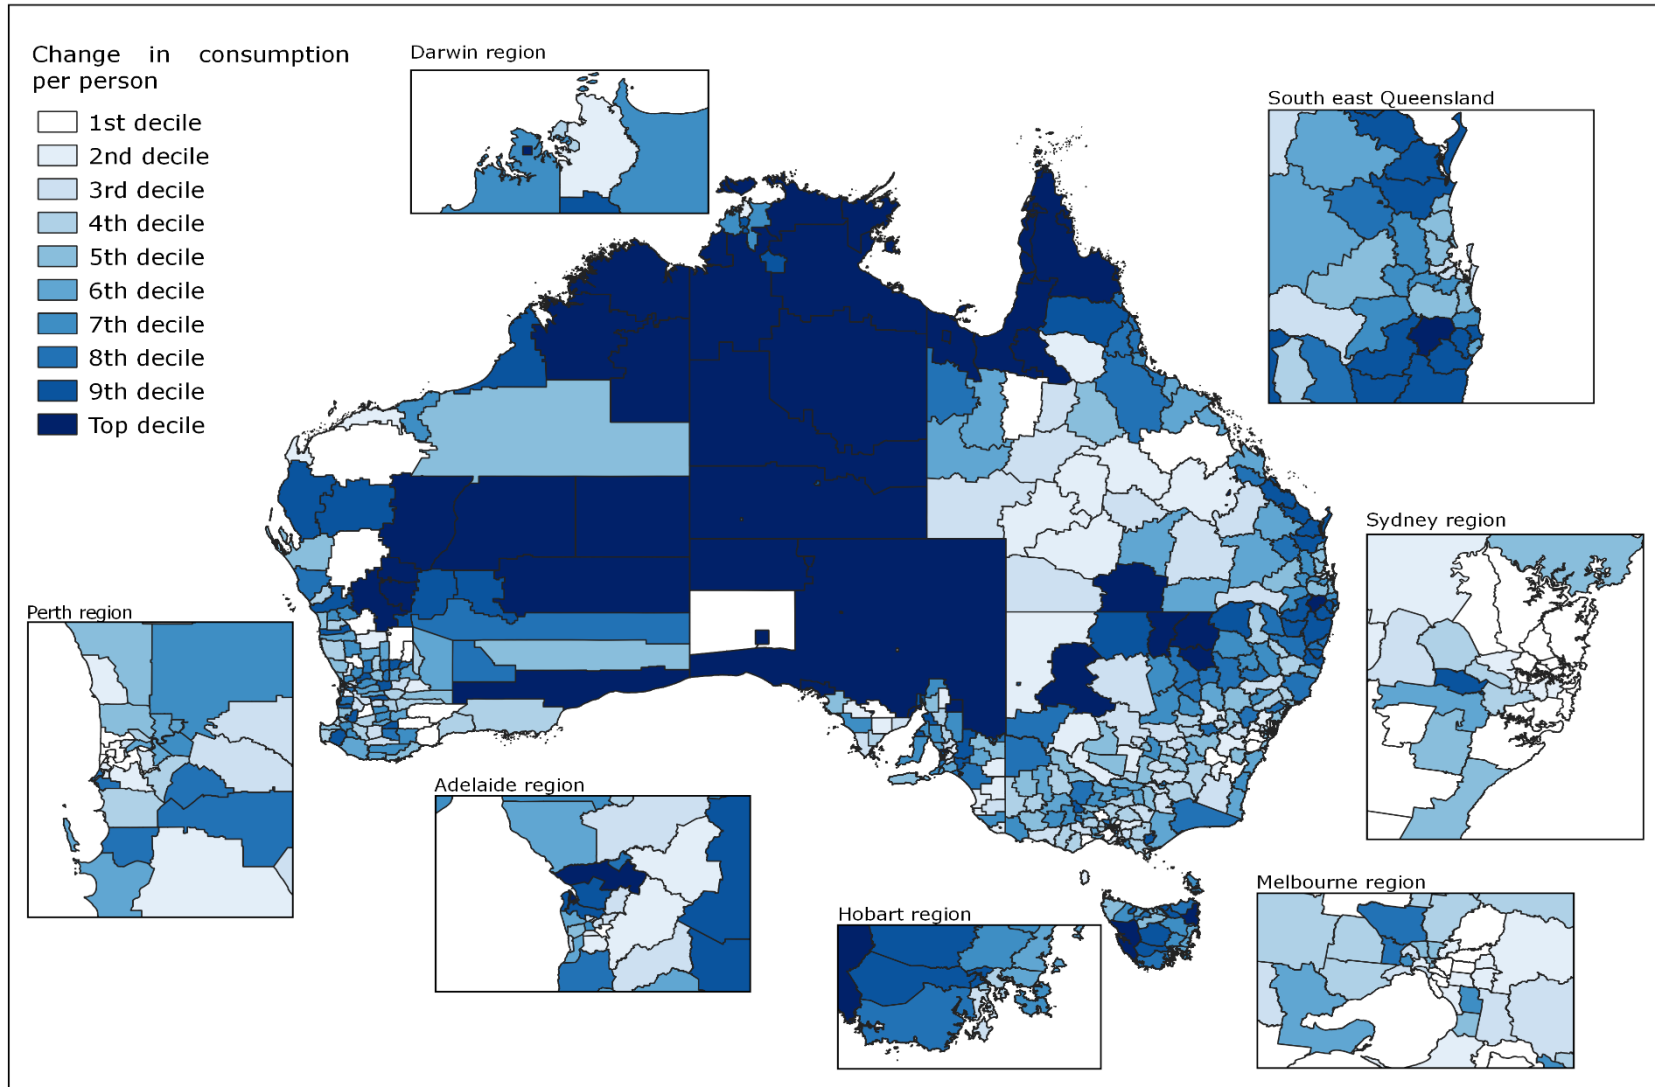 Change in consumption
per person
1st decile
2nd decile
3rd decile
4th decile
5th decile
6th decile
7th decile
8th decile
9th decile
Top decile
Darwin region
South east Queensland
Sydney region
Perth region
Adelaide region
Hobart region
Melbourne region